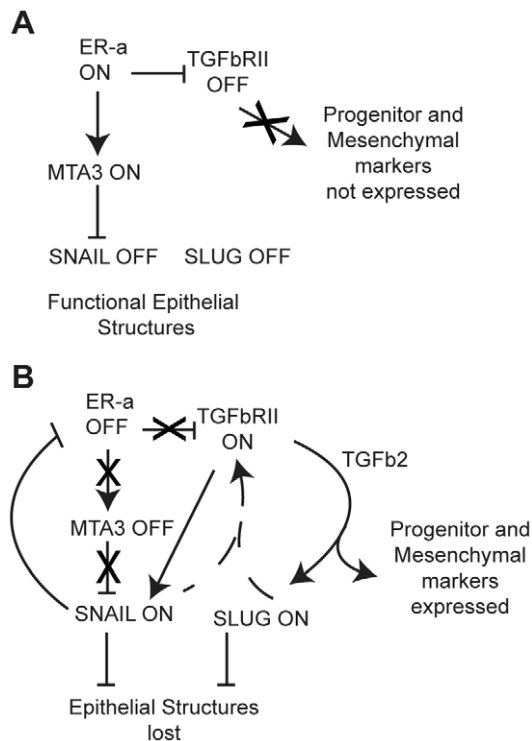 A
ER-a
ON
TGFbRII
OFF
Progenitor and
Mesenchymal
markers
not expressed
MTA3 ON
SNAIL OFF
SLUG OFF
Functional Epithelial
Structures
B
ER-a
OFF
TGFbRII
ON
TGFb2
MTA3 OFF
Progenitor and
Mesenchymal
markers
expressed
SNAIL ON
SLUG ON
Epithelial Structures
lost